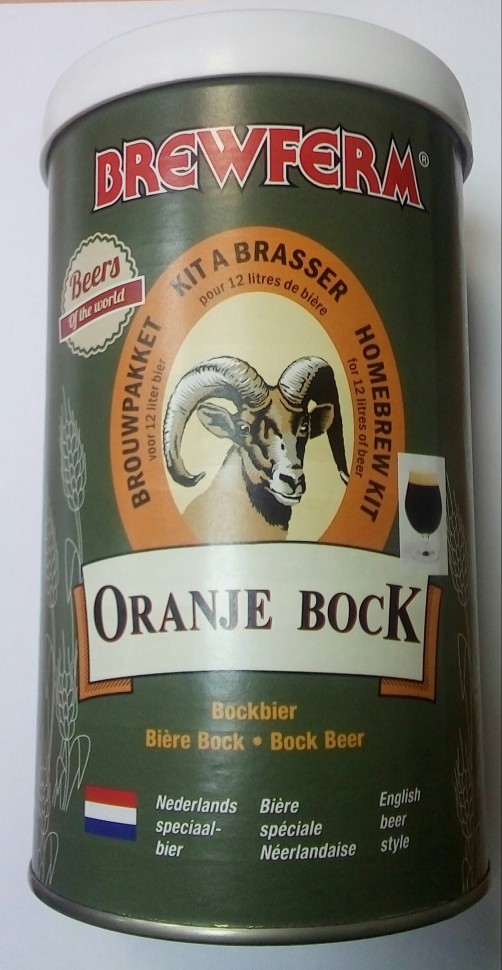 BREWFERM®
Beers
Of the world
KIT A BRASSER
pour 12 litres de bière
BROUWPAKKET
voor 12 liter bier
HOMEBREW KIT
for 12 litres of beer
ORANJE BOCK
Bockbier
Bière Bock • Bock Beer
Nederlands
speciaal-
bier
Bière
spéciale
Néerlandaise
English
beer
style